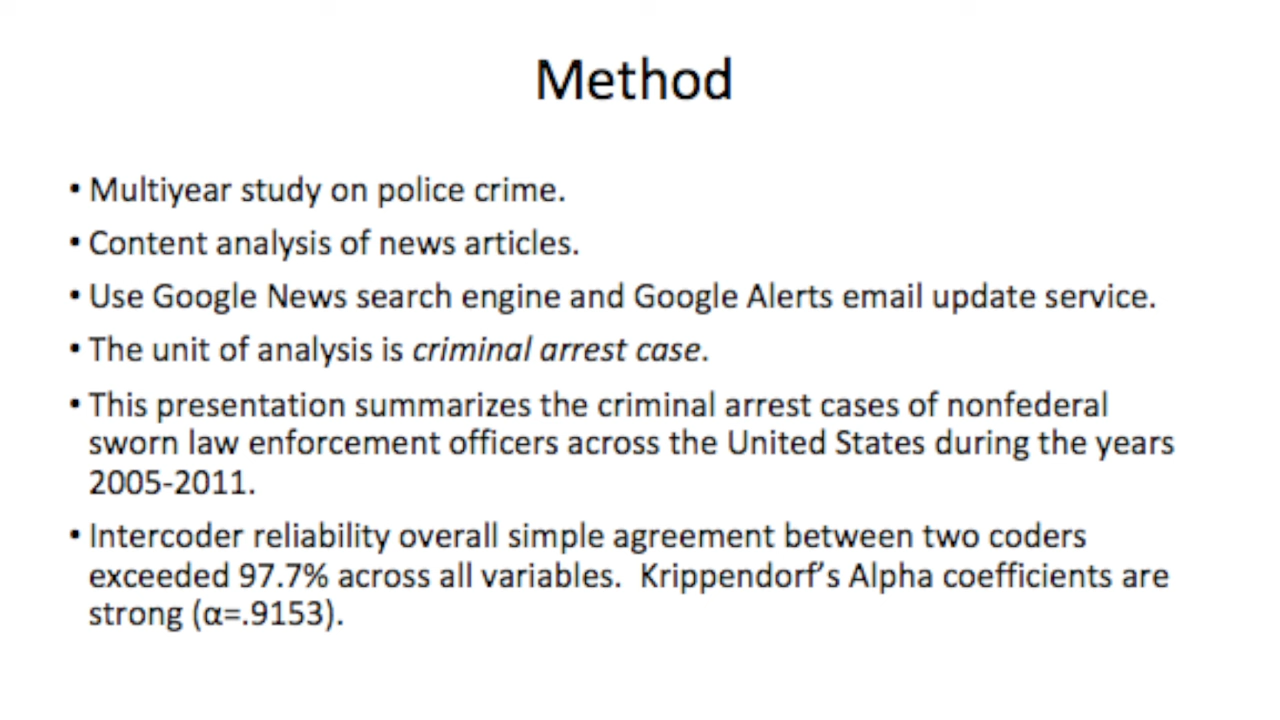 Method
• Multiyear study on police crime.
• Content analysis of news articles.
• Use Google News search engine and Google Alerts email update service.
• The unit of analysis is criminal arrest case.
• This presentation summarizes the criminal arrest cases of nonfederal
sworn law enforcement officers across the United States during the years
2005-2011.
• Intercoder reliability overall simple agreement between two coders
exceeded 97.7% across all variables.  Krippendorf’s Alpha coefficients are
strong (α=.9153).